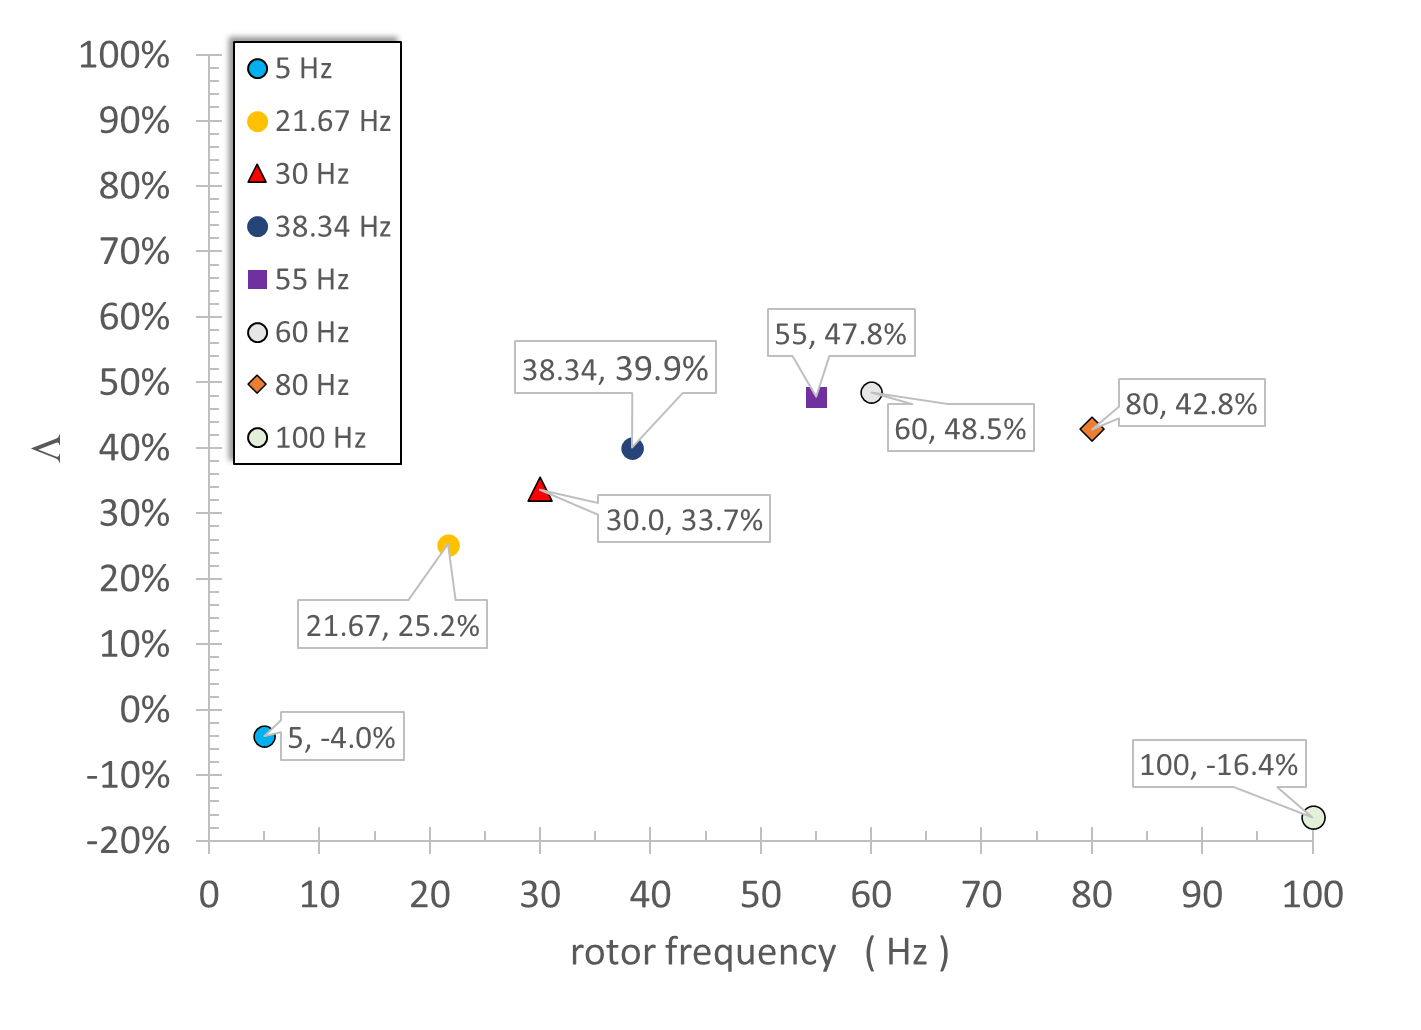 100%
90%
80%
70%
60%
50%
40%
30%
20%
10%
0%
-10%
-20%
Λ
5 Hz
21.67 Hz
30 Hz
38.34 Hz
55 Hz
60 Hz
80 Hz
100 Hz
55, 47.8%
38.34, 39.9%
80, 42.8%
60, 48.5%
30.0, 33.7%
21.67, 25.2%
5, -4.0%
100, -16.4%
0 10 20 30 40 50 60 70 80 90 100
rotor frequency ( Hz )